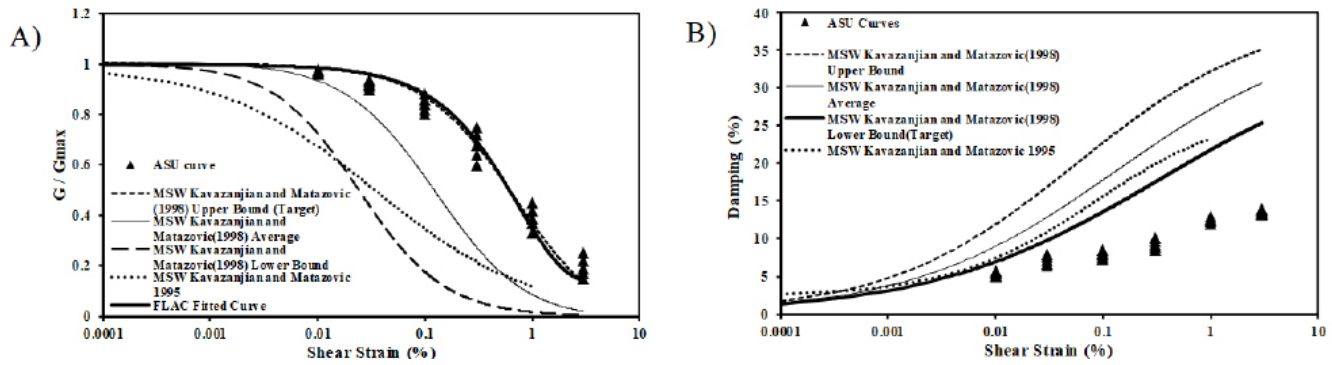 A)
1.2
1
0.8
0.6
0.4
0.2
0
G / Gmax
▲ ASU curve
MSW Kavazanjian and Matazovic
(1998) Upper Bound (Target)
MSW Kavazanjian and
Matazovic(1998) Average
MSW Kavazanjian and
Matazovic(1998) Lower Bound
MSW Kavazanjian and Matazovic
1995
FLAC Fitted Curve
0.0001 0.001 0.01 0.1 1 10
Shear Strain (%)
B)
40
35
30
25
20
15
10
5
0
Damping (%)
▲ ASU Curves
MSW Kavazanjian and Matazovic(1998)
Upper Bound
MSW Kavazanjian and Matazovic(1998)
Average
MSW Kavazanjian and Matazovic(1998)
Lower Bound(Target)
MSW Kavazanjian and Matazovic 1995
0.0001 0.001 0.01 0.1 1 10
Shear Strain (%)